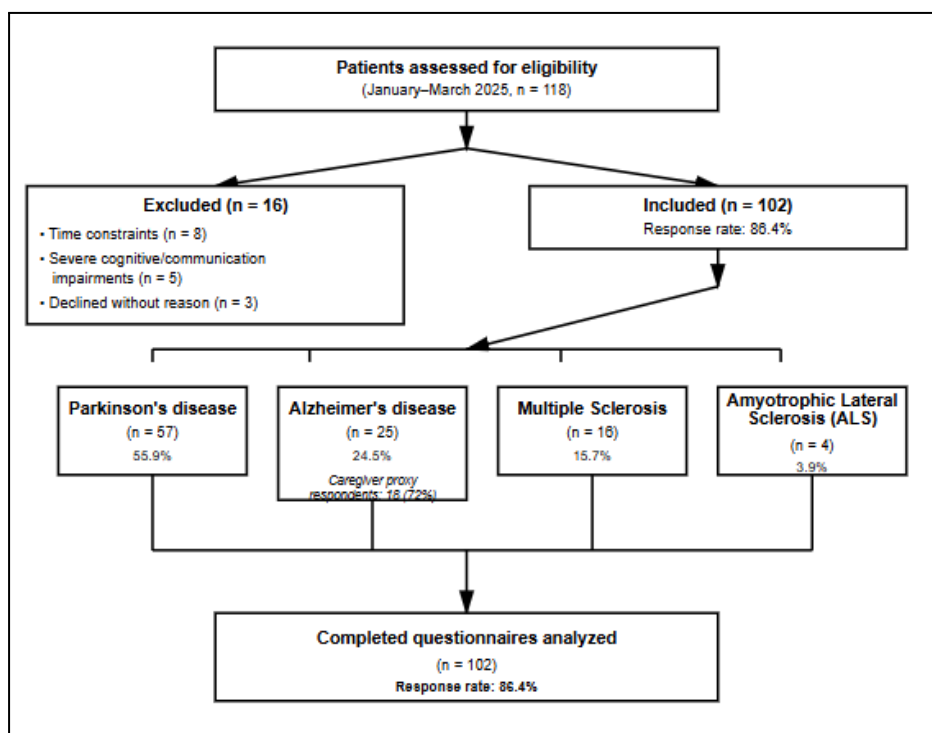 Patients assessed for eligibility
(January–March 2025, n = 118)
Excluded (n = 16)
• Time constraints (n = 8)
• Severe cognitive/communication
impairments (n = 5)
• Declined without reason (n = 3)
Included (n = 102)
Response rate: 86.4%
Parkinson's disease
(n = 57)
55.9%
Alzheimer's disease
(n = 25)
24.5%
Caregiver proxy
respondents: 18 (72%)
Multiple Sclerosis
(n = 16)
15.7%
Amyotrophic Lateral
Sclerosis (ALS)
(n = 4)
3.9%
Completed questionnaires analyzed
(n = 102)
Response rate: 86.4%